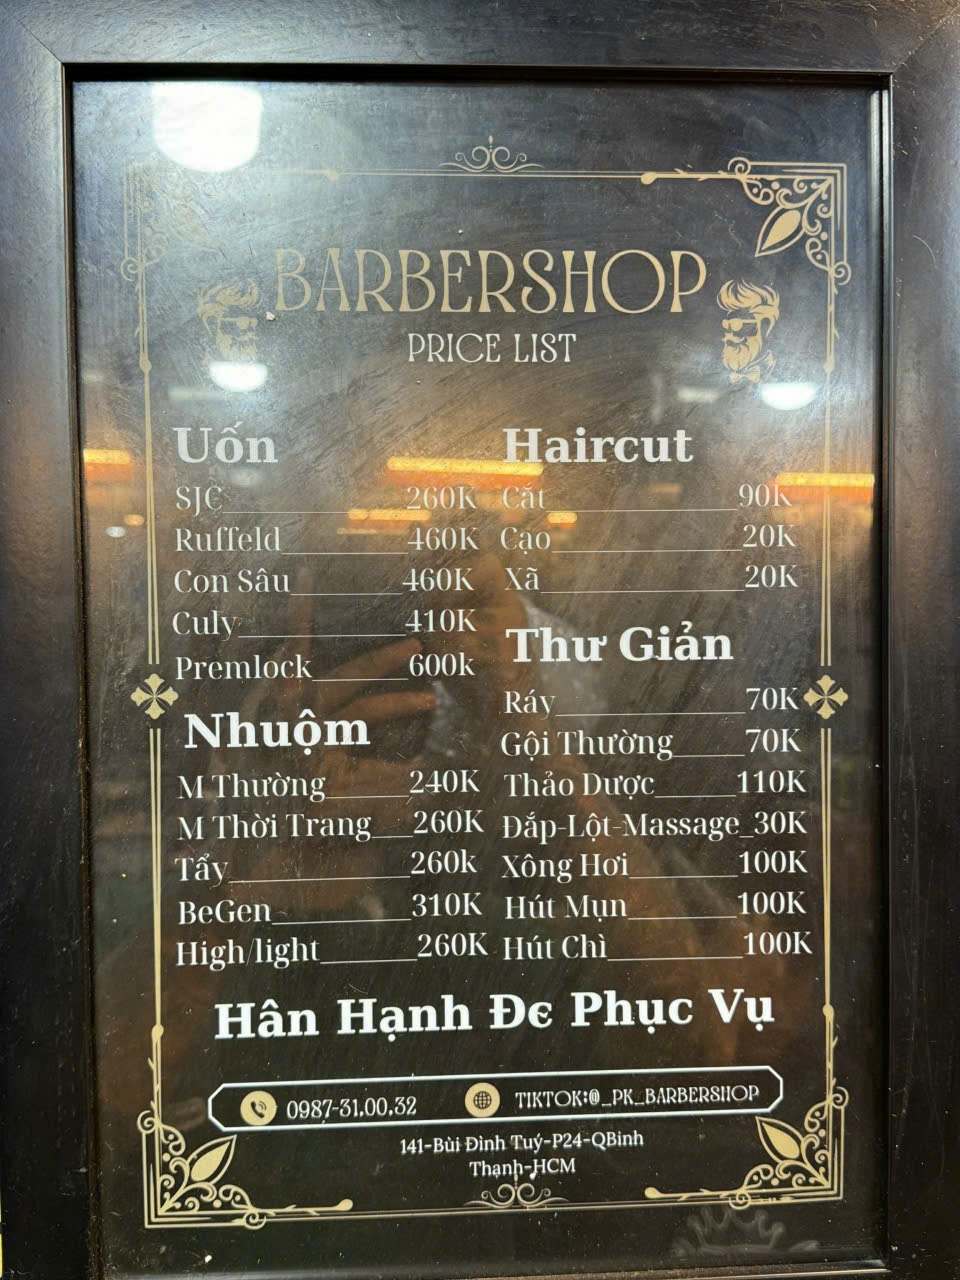 BARBERSHOP
PRICE LIST
Uốn
SJC 260K
Ruffeld 460K
Con Sâu 460K
Culy 410K
Premlock 600k
Nhuộm
M Thường 240K
M Thời Trang 260K
Tẩy 260k
BeGen 310K
High/light 260K
Haircut
Cắt 90K
Cạo 20K
Xã 20K
Thư Giản
Ráy 70K
Gội Thường 70K
Thảo Dược 110K
Đắp-Lột-Massage 30K
Xông Hơi 100K
Hút Mụn 100K
Hút Chì 100K
Hân Hạnh Đc Phục Vụ
0987-31.00.32
TIKTOK:@_PK_BARBERSHOP
141-Bùi Đình Tuý-P24-QBình
Thạnh-HCM